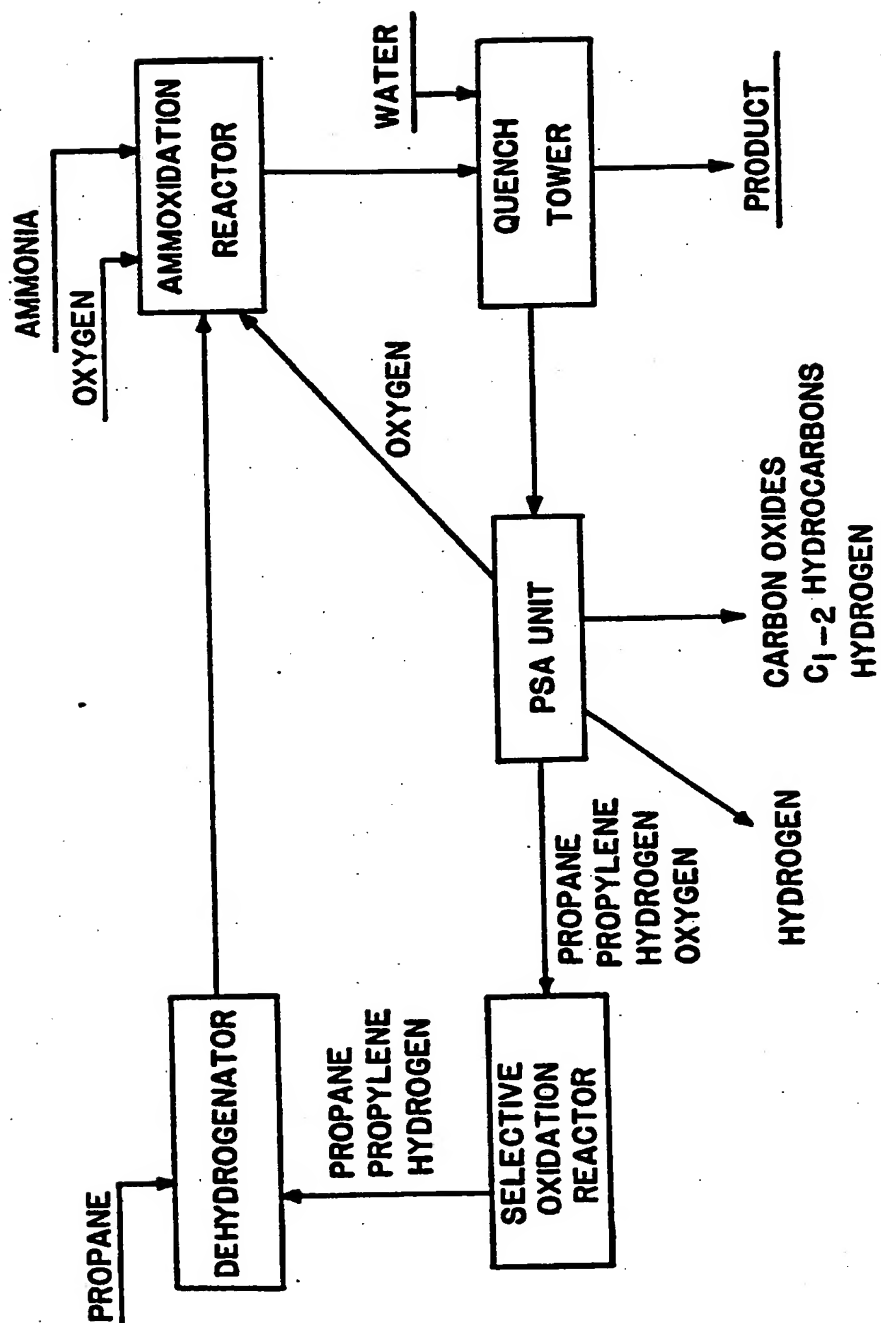 PROPANE
DEHYDROGENATOR
AMMONIA
OXYGEN
AMMOXIDATION
REACTOR
OXYGEN
PROPANE
PROPYLENE
HYDROGEN
WATER
SELECTIVE
OXIDATION
REACTOR
PROPANE
PROPYLENE
HYDROGEN
OXYGEN
PSA UNIT
QUENCH
TOWER
HYDROGEN
CARBON OXIDES
C1-2 HYDROCARBONS
HYDROGEN
PRODUCT